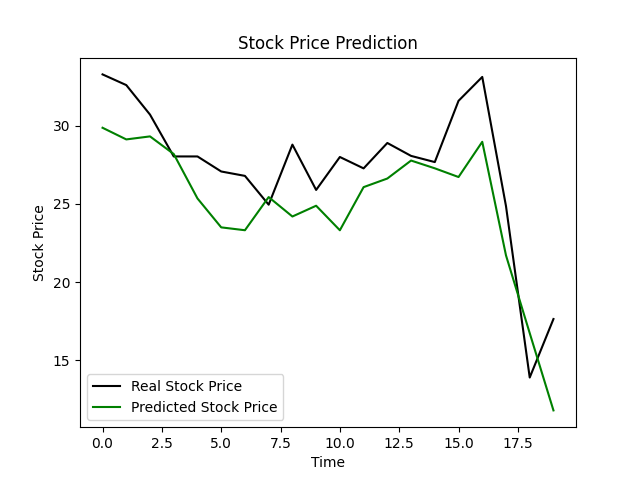 Stock Price Prediction
Stock Price
30
25
20
15
Real Stock Price
Predicted Stock Price
0.0 2.5 5.0 7.5 10.0 12.5 15.0 17.5
Time